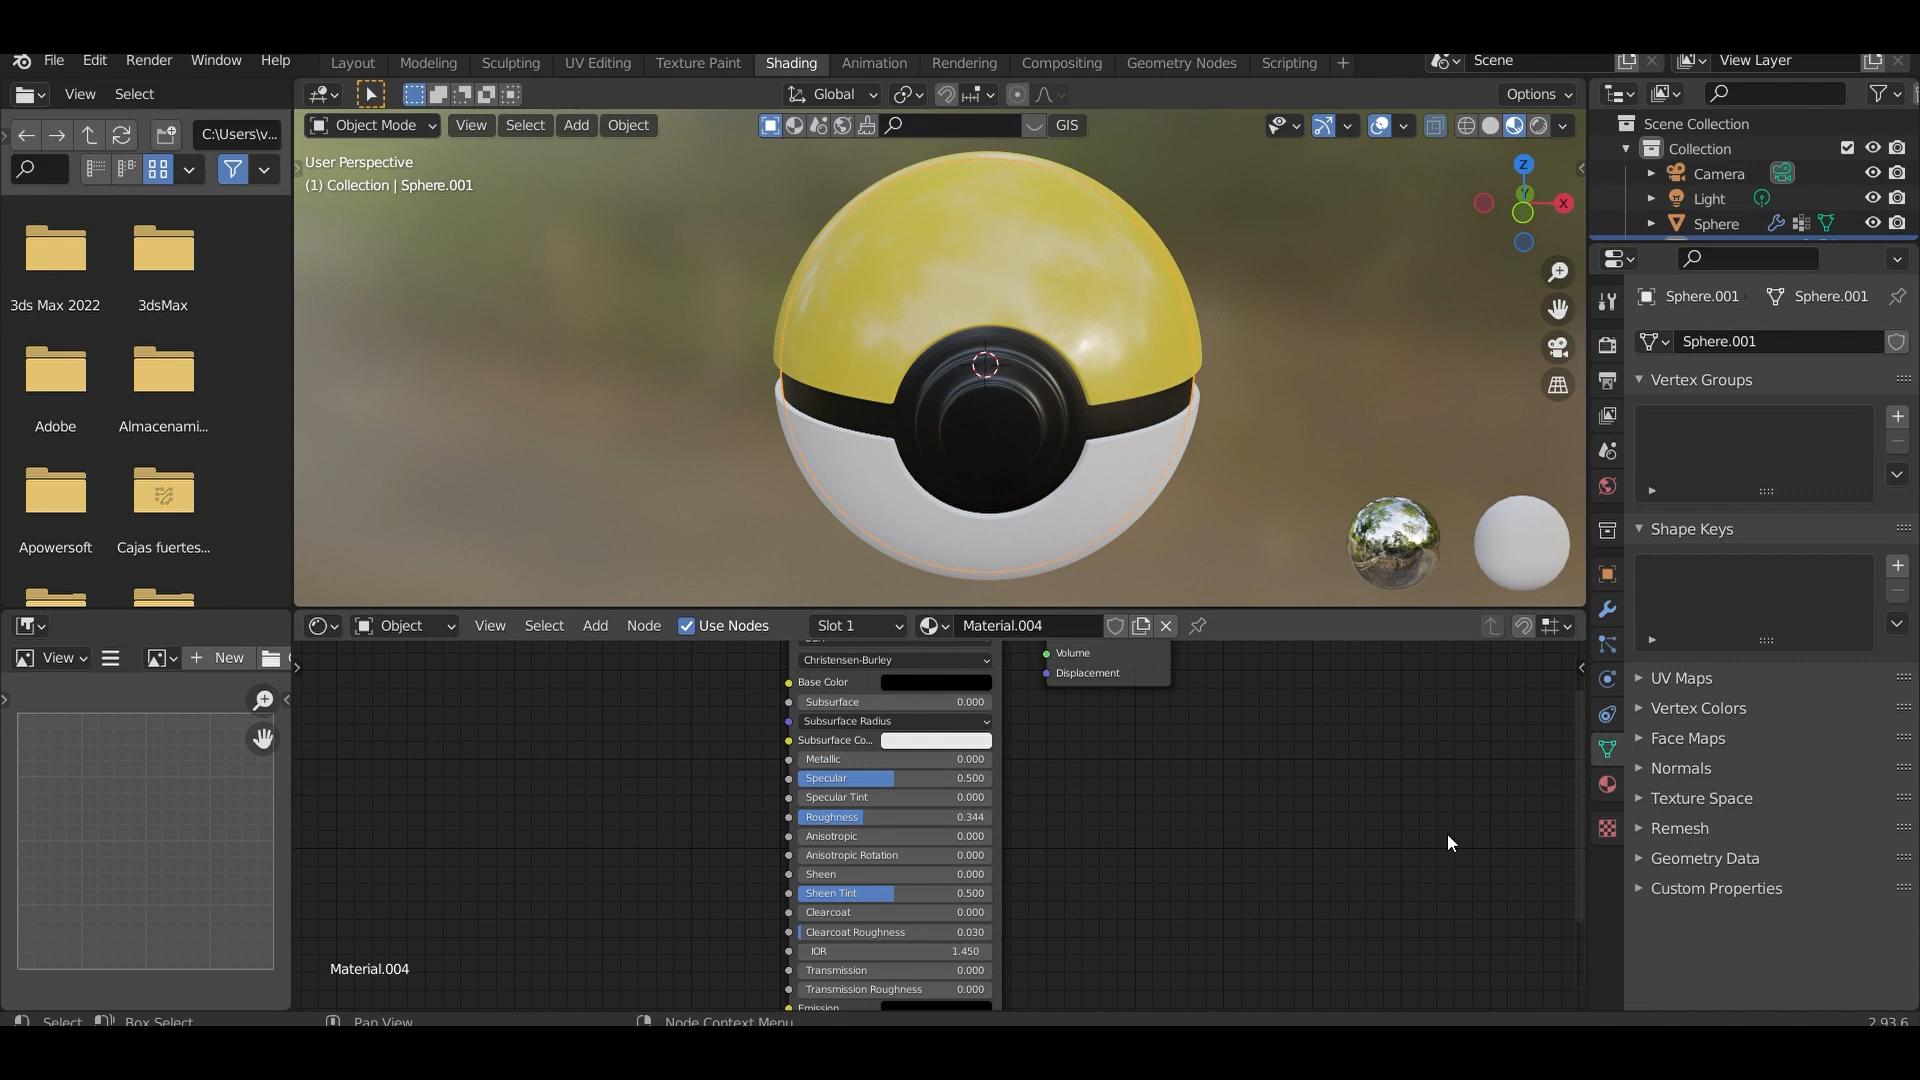 File Edit Render Window Help
Layout Modeling Sculpting UV Editing Texture Paint Shading Animation Rendering Compositing Geometry Nodes Scripting +
Scene
View Layer
View Select
Global
Options
C:\Users\v...
Object Mode View Select Add Object
GIS
User Perspective
(1) Collection | Sphere.001
Z
Y
X
3ds Max 2022
3dsMax
Adobe
Almacenami...
Apowersoft
Cajas fuertes...
Scene Collection
Collection
Camera
Light
Sphere
Sphere.001
Sphere.001
Sphere.001
Vertex Groups
Shape Keys
UV Maps
Vertex Colors
Face Maps
Normals
Texture Space
Remesh
Geometry Data
Custom Properties
View
New
Object View Select Add Node Use Nodes Slot 1 Material.004
Christensen-Burley
Base Color
Subsurface 0.000
Subsurface Radius
Subsurface Co...
Metallic 0.000
Specular 0.500
Specular Tint 0.000
Roughness 0.344
Anisotropic 0.000
Anisotropic Rotation 0.000
Sheen 0.000
Sheen Tint 0.500
Clearcoat 0.000
Clearcoat Roughness 0.030
IOR 1.450
Transmission 0.000
Transmission Roughness 0.000
Emission
Volume
Displacement
Material.004
Select Box Select Pan View Node Context Menu
2.93.6